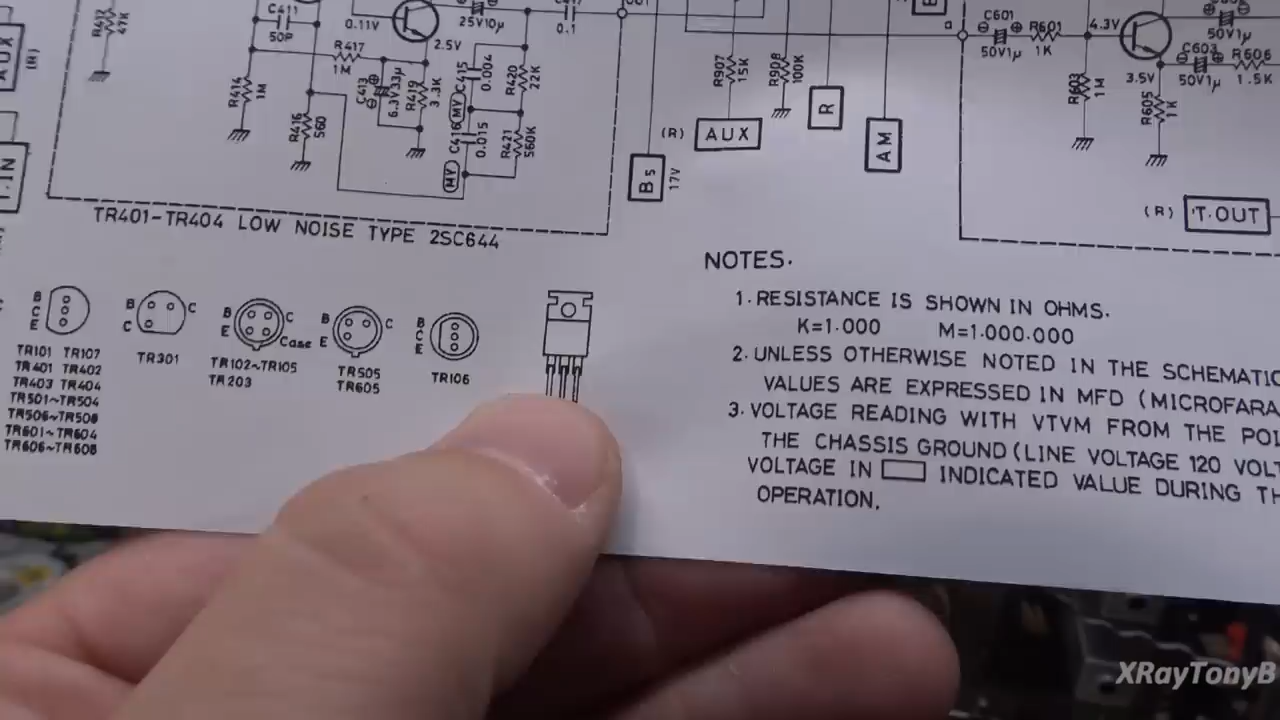 C411
50P
R417
47K
AUX
(R)
0.11V
25V10μ
0.1
2.5V
R417
1M
R414
1M
R416
560
C413
6.3V33μ
R419
3.3K
C415
0.004
MY
R420
22K
C416
0.015
MY
R421
560K
T.IN
R907
15K
R908
100K
(R) AUX
R
AM
Bs
17V
C601
50V1μ
R601
1K
4.3V
50V1μ
C603
50V1μ
R606
1.5K
3.5V
R603
1M
R605
1K
(R) T.OUT
TR401-TR404 LOW NOISE TYPE 2SC644
B
C
E
TR101 TR107
TR401 TR402
TR403 TR404
TR501~TR504
TR506~TR508
TR601~TR604
TR606~TR608
B C
C
TR301
B C
E Case
TR102~TR105
TR203
B C
E
TR505
TR605
B
C
E
TR106
NOTES.
1. RESISTANCE IS SHOWN IN OHMS.
K=1.000 M=1.000.000
2. UNLESS OTHERWISE NOTED IN THE SCHEMATIC
VALUES ARE EXPRESSED IN MFD (MICROFARA
3. VOLTAGE READING WITH VTVM FROM THE POI
THE CHASSIS GROUND (LINE VOLTAGE 120 VOLT
VOLTAGE IN INDICATED VALUE DURING TH
OPERATION.
XRayTonyB